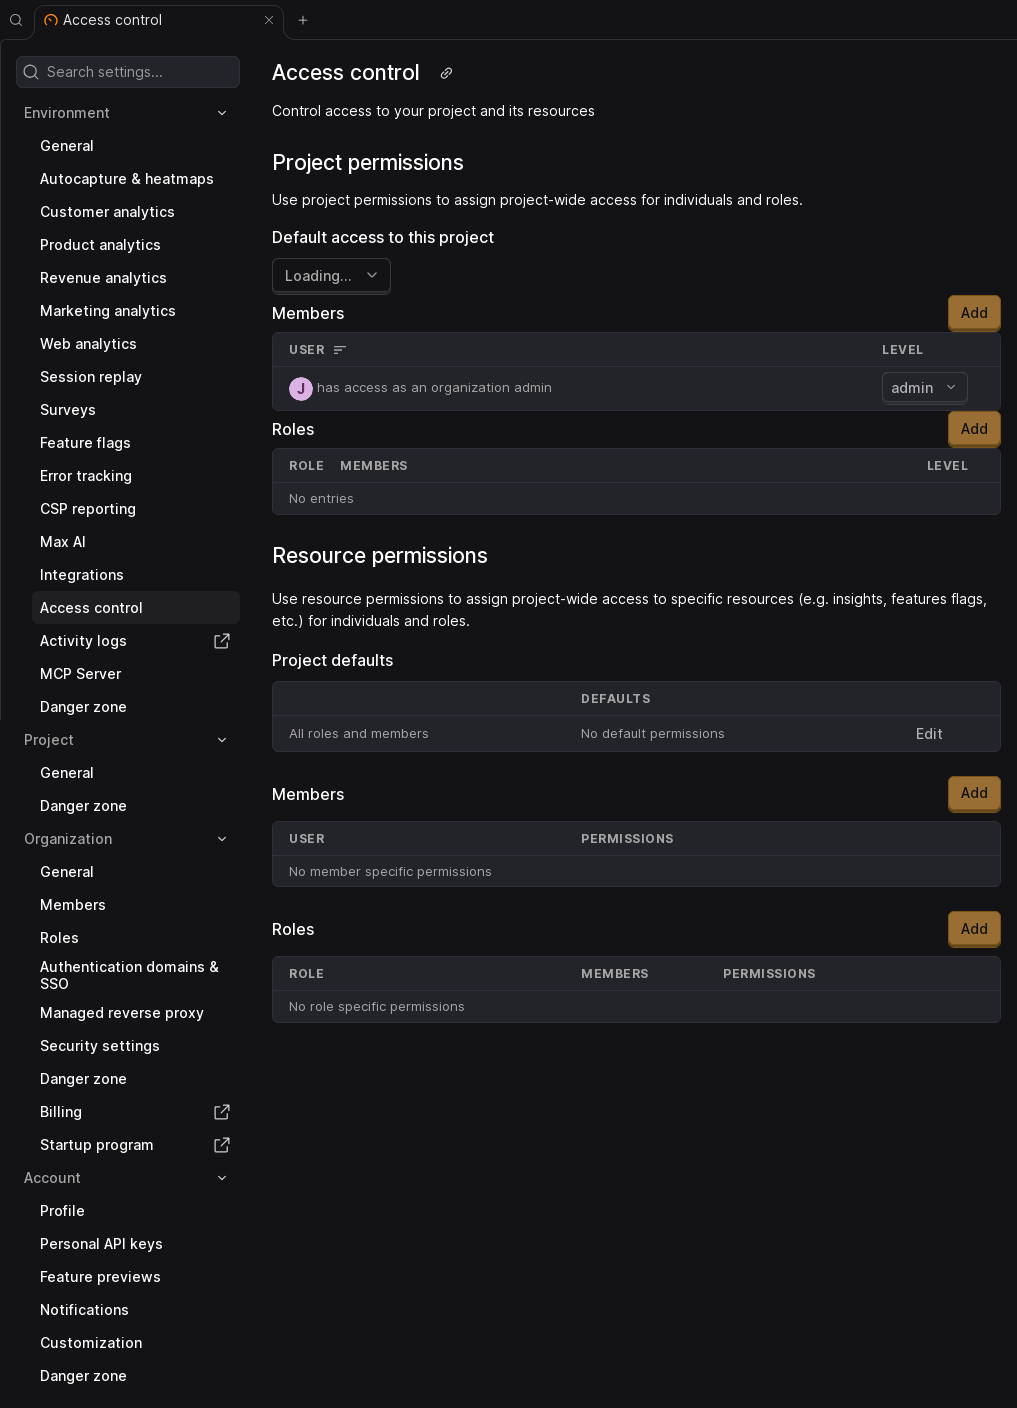 Access control
Search settings...
Environment
General
Autocapture & heatmaps
Customer analytics
Product analytics
Revenue analytics
Marketing analytics
Web analytics
Session replay
Surveys
Feature flags
Error tracking
CSP reporting
Max AI
Integrations
Access control
Activity logs
MCP Server
Danger zone
Project
General
Danger zone
Organization
General
Members
Roles
Authentication domains &
SSO
Managed reverse proxy
Security settings
Danger zone
Billing
Startup program
Account
Profile
Personal API keys
Feature previews
Notifications
Customization
Danger zone
Access control
Control access to your project and its resources
Project permissions
Use project permissions to assign project-wide access for individuals and roles.
Default access to this project
Loading...
Members Add
USER LEVEL
J has access as an organization admin admin
Roles Add
ROLE MEMBERS LEVEL
No entries
Resource permissions
Use resource permissions to assign project-wide access to specific resources (e.g. insights, features flags,
etc.) for individuals and roles.
Project defaults
DEFAULTS
All roles and members No default permissions Edit
Members Add
USER PERMISSIONS
No member specific permissions
Roles Add
ROLE MEMBERS PERMISSIONS
No role specific permissions